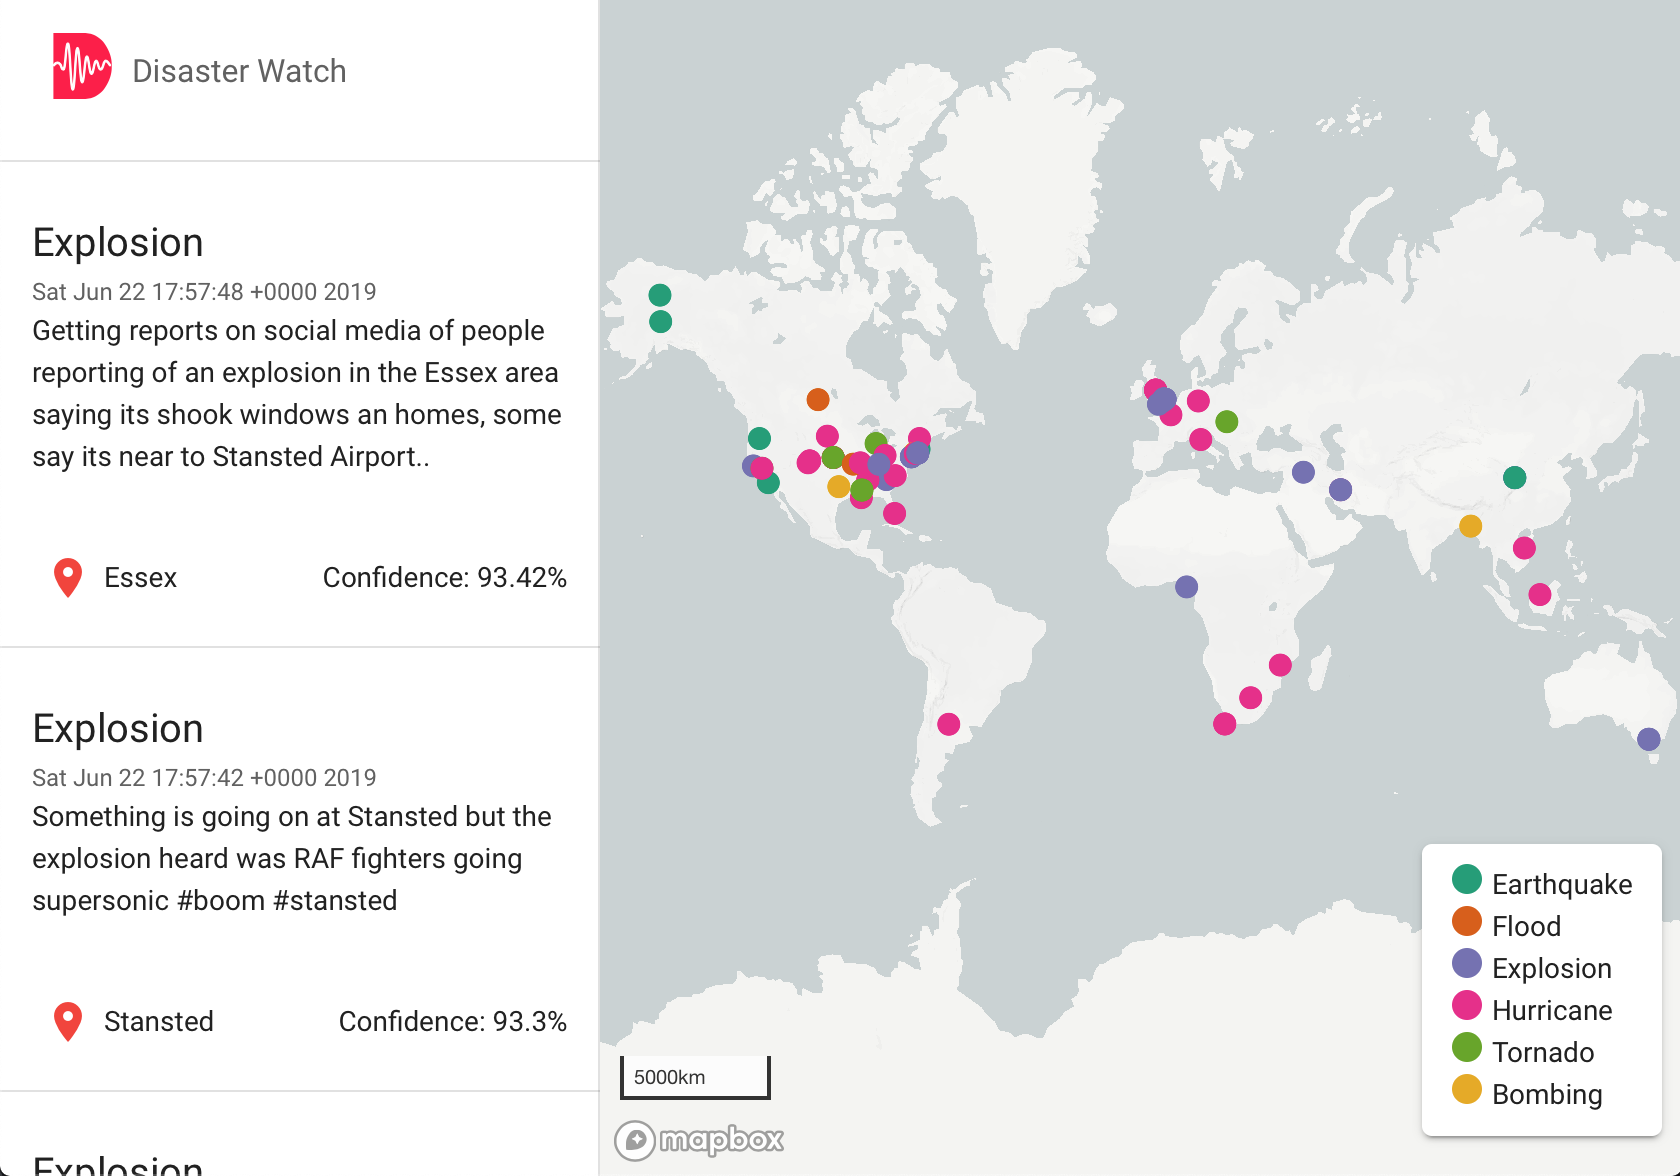 Disaster Watch
Explosion
Sat Jun 22 17:57:48 +0000 2019
Getting reports on social media of people
reporting of an explosion in the Essex area
saying its shook windows an homes, some
say its near to Stansted Airport..
Essex
Confidence: 93.42%
Explosion
Sat Jun 22 17:57:42 +0000 2019
Something is going on at Stansted but the
explosion heard was RAF fighters going
supersonic #boom #stansted
Stansted
Confidence: 93.3%
Explosion
Earthquake
Flood
Explosion
Hurricane
Tornado
Bombing
5000km
mapbox